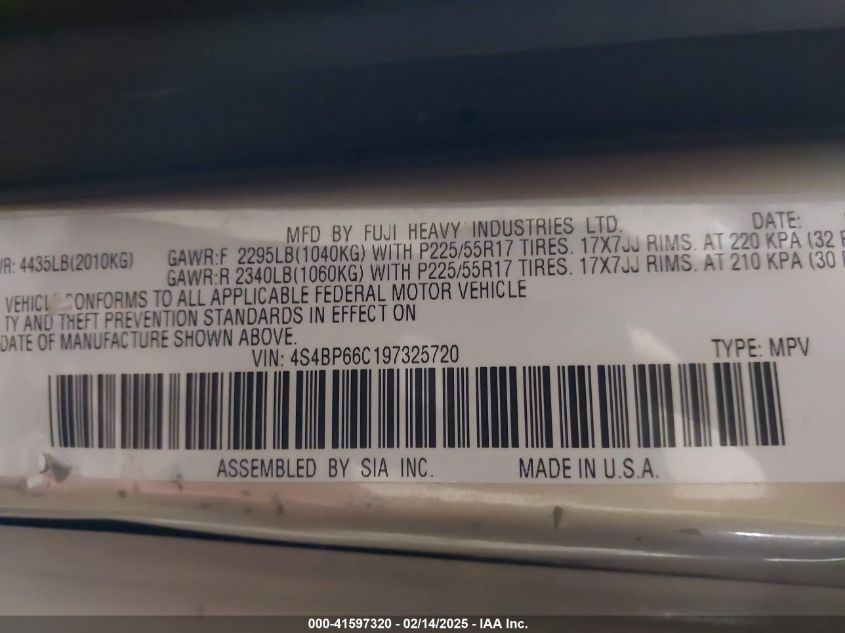 MFD BY FUJI HEAVY INDUSTRIES LTD. DATE:
WR: 4435LB(2010KG) GAWR:F 2295LB(1040KG) WITH P225/55R17 TIRES. 17X7JJ RIMS. AT 220 KPA (32 P
GAWR:R 2340LB(1060KG) WITH P225/55R17 TIRES. 17X7JJ RIMS. AT 210 KPA (30 P
VEHICLE CONFORMS TO ALL APPLICABLE FEDERAL MOTOR VEHICLE
TY AND THEFT PREVENTION STANDARDS IN EFFECT ON
DATE OF MANUFACTURE SHOWN ABOVE.
VIN: 4S4BP66C197325720 TYPE: MPV
ASSEMBLED BY SIA INC. MADE IN U.S.A.
000-41597320 - 02/14/2025 - IAA Inc.